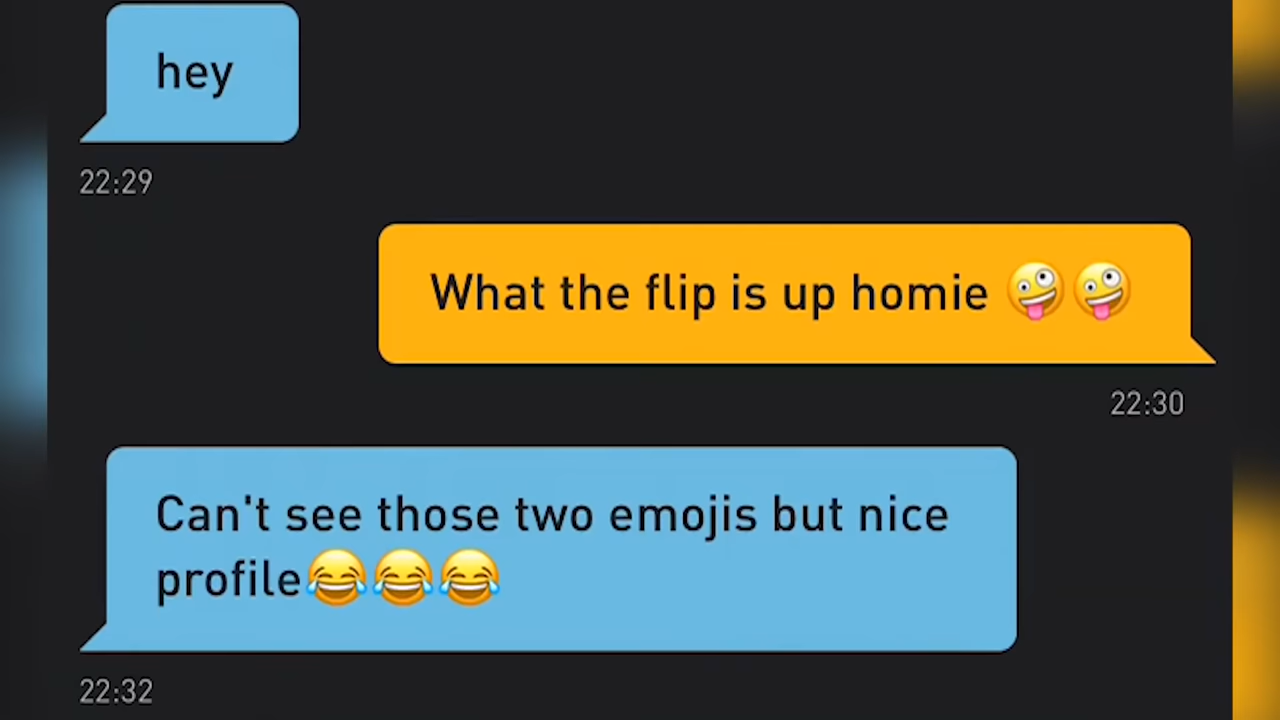 hey
22:29
What the flip is up homie 🤪🤪
22:30
Can't see those two emojis but nice
profile😂😂😂
22:32